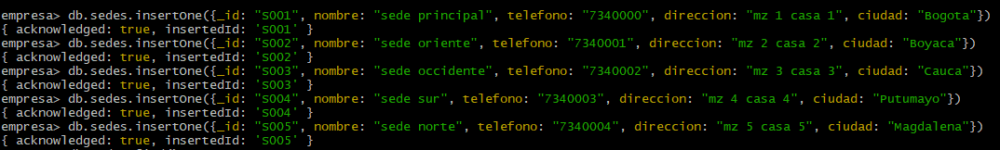 empresa> db.sedes.insertOne({_id: "S001", nombre: "sede principal", telefono: "7340000", direccion: "mz 1 casa 1", ciudad: "Bogota"})
{ acknowledged: true, insertedId: 'S001' }
empresa> db.sedes.insertOne({_id: "S002", nombre: "sede oriente", telefono: "7340001", direccion: "mz 2 casa 2", ciudad: "Boyaca"})
{ acknowledged: true, insertedId: 'S002' }
empresa> db.sedes.insertOne({_id: "S003", nombre: "sede occidente", telefono: "7340002", direccion: "mz 3 casa 3", ciudad: "Cauca"})
{ acknowledged: true, insertedId: 'S003' }
empresa> db.sedes.insertOne({_id: "S004", nombre: "sede sur", telefono: "7340003", direccion: "mz 4 casa 4", ciudad: "Putumayo"})
{ acknowledged: true, insertedId: 'S004' }
empresa> db.sedes.insertOne({_id: "S005", nombre: "sede norte", telefono: "7340004", direccion: "mz 5 casa 5", ciudad: "Magdalena"})
{ acknowledged: true, insertedId: 'S005' }